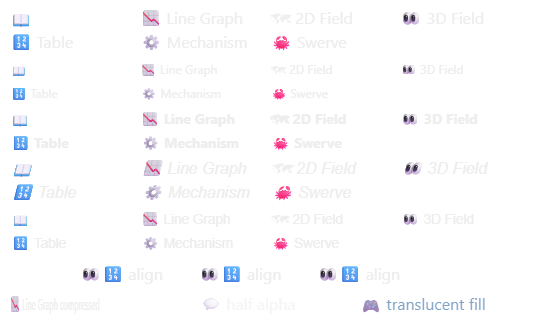 📖 📉 Line Graph 🗺 2D Field 👀 3D Field
🔢 Table ⚙ Mechanism 🦀 Swerve
📖 📉 Line Graph 🗺 2D Field 👀 3D Field
🔢 Table ⚙ Mechanism 🦀 Swerve
📖 📉 Line Graph 🗺 2D Field 👀 3D Field
🔢 Table ⚙ Mechanism 🦀 Swerve
📖 📉 Line Graph 🗺 2D Field 👀 3D Field
🔢 Table ⚙ Mechanism 🦀 Swerve
📖 📉 Line Graph 🗺 2D Field 👀 3D Field
🔢 Table ⚙ Mechanism 🦀 Swerve
👀 🔢 align 👀 🔢 align 👀 🔢 align
📉 Line Graph compressed 💬 half alpha 🎮 translucent fill